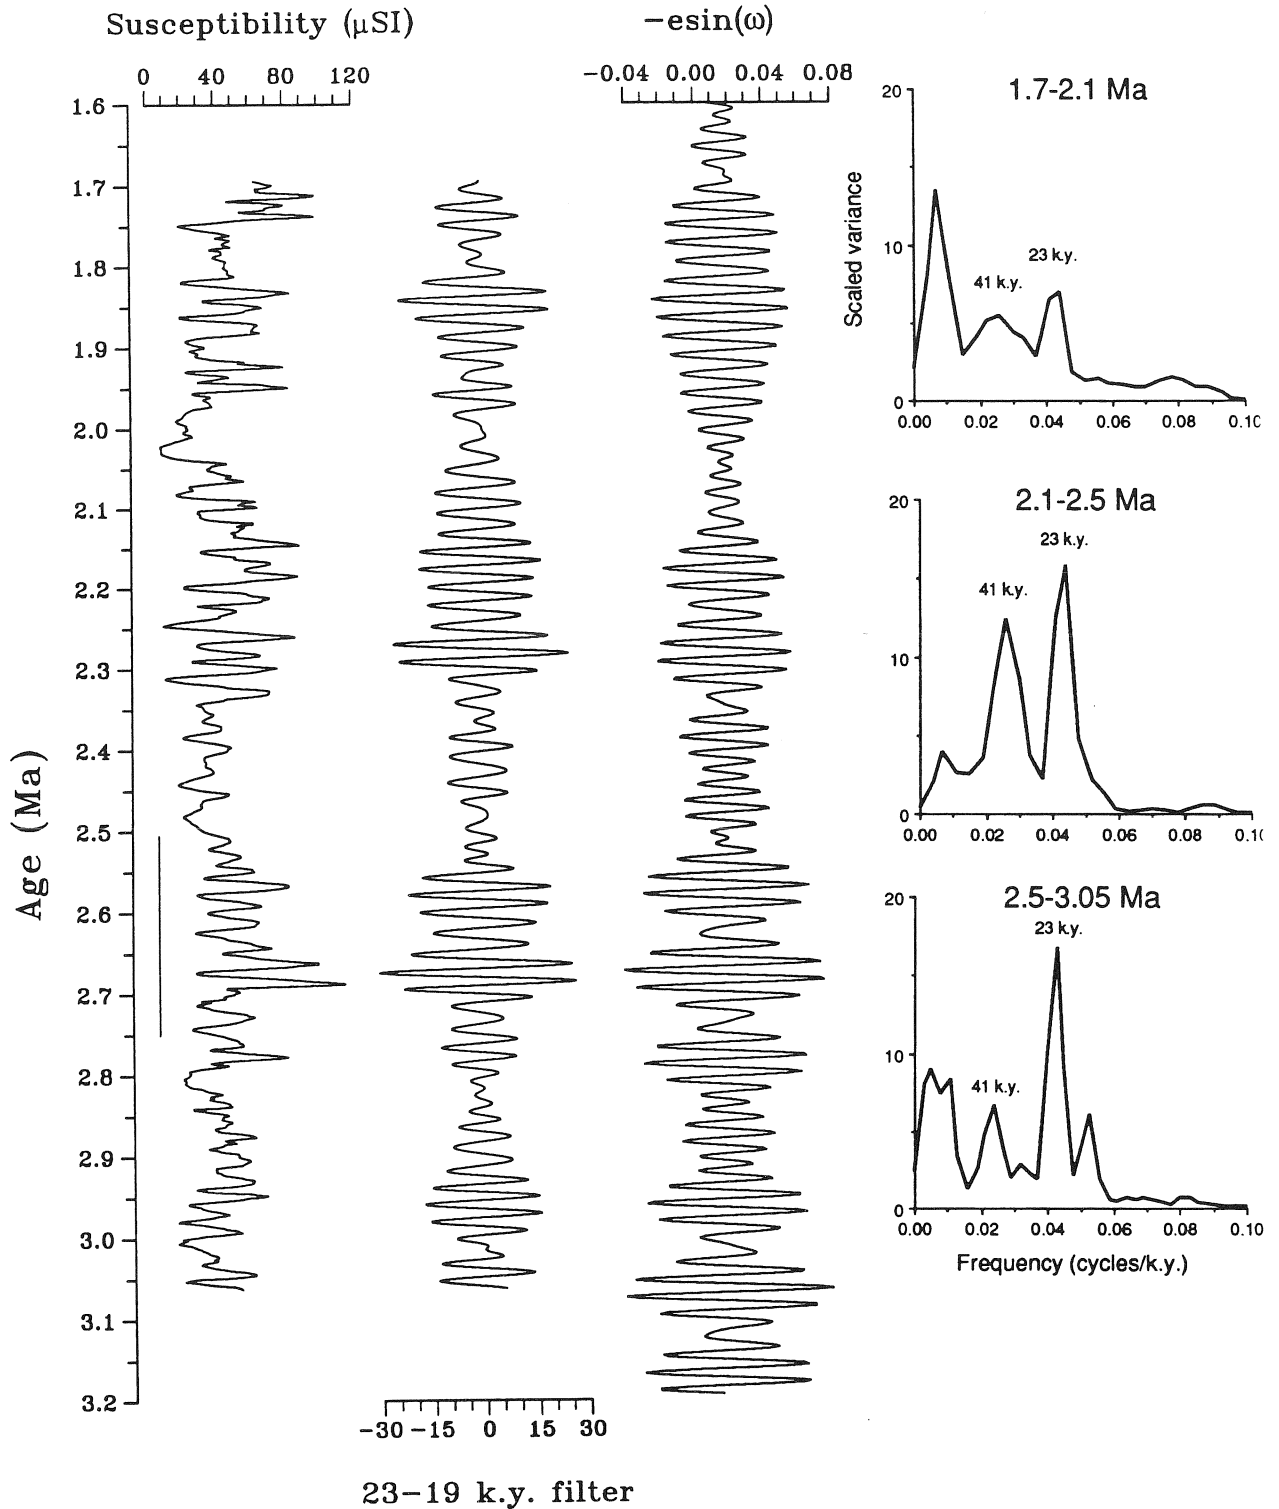 Susceptibility (μSI)
0 40 80 120
-esin(ω)
-0.04 0.00 0.04 0.08
Age (Ma)
1.6
1.7
1.8
1.9
2.0
2.1
2.2
2.3
2.4
2.5
2.6
2.7
2.8
2.9
3.0
3.1
3.2
-30 -15 0 15 30
23-19 k.y. filter
1.7-2.1 Ma
Scaled variance
20
10
0
41 k.y.
23 k.y.
0.00 0.02 0.04 0.06 0.08 0.10
2.1-2.5 Ma
20
10
0
41 k.y.
23 k.y.
0.00 0.02 0.04 0.06 0.08 0.1
2.5-3.05 Ma
20
10
0
23 k.y.
41 k.y.
0.00 0.02 0.04 0.06 0.08 0.10
Frequency (cycles/k.y.)